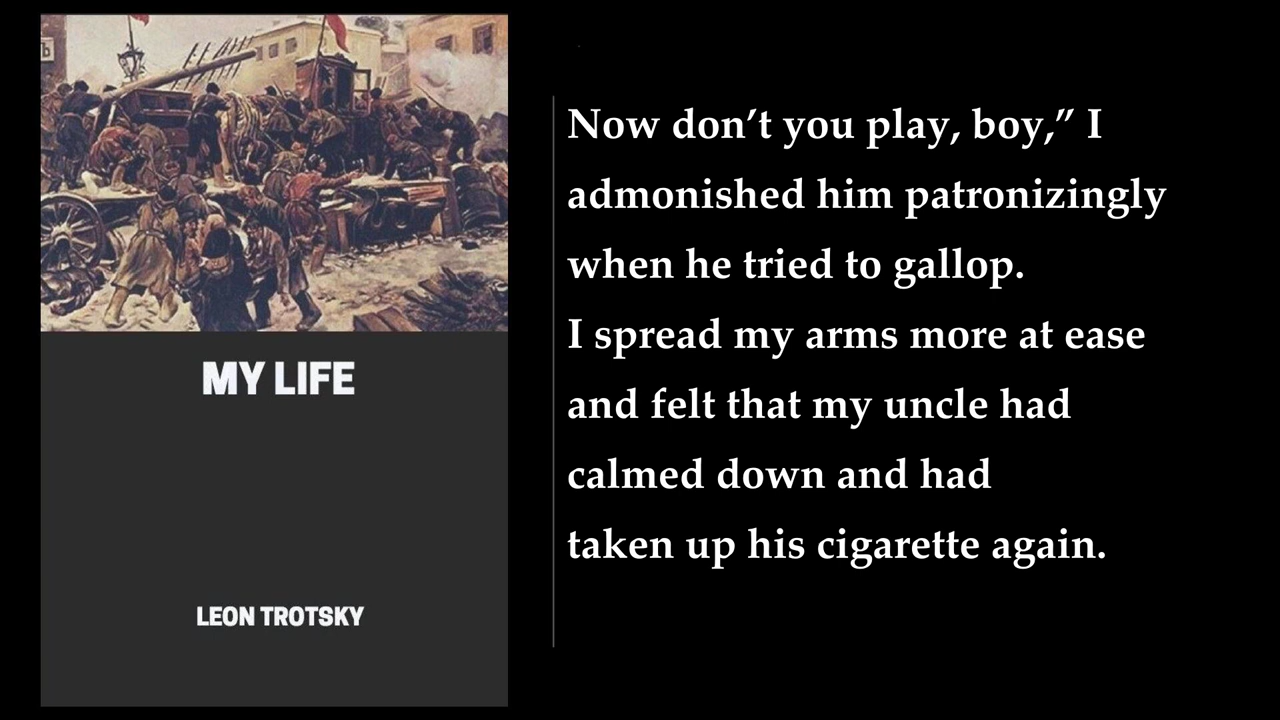 MY LIFE
LEON TROTSKY
Now don’t you play, boy,” I
admonished him patronizingly
when he tried to gallop.
I spread my arms more at ease
and felt that my uncle had
calmed down and had
taken up his cigarette again.